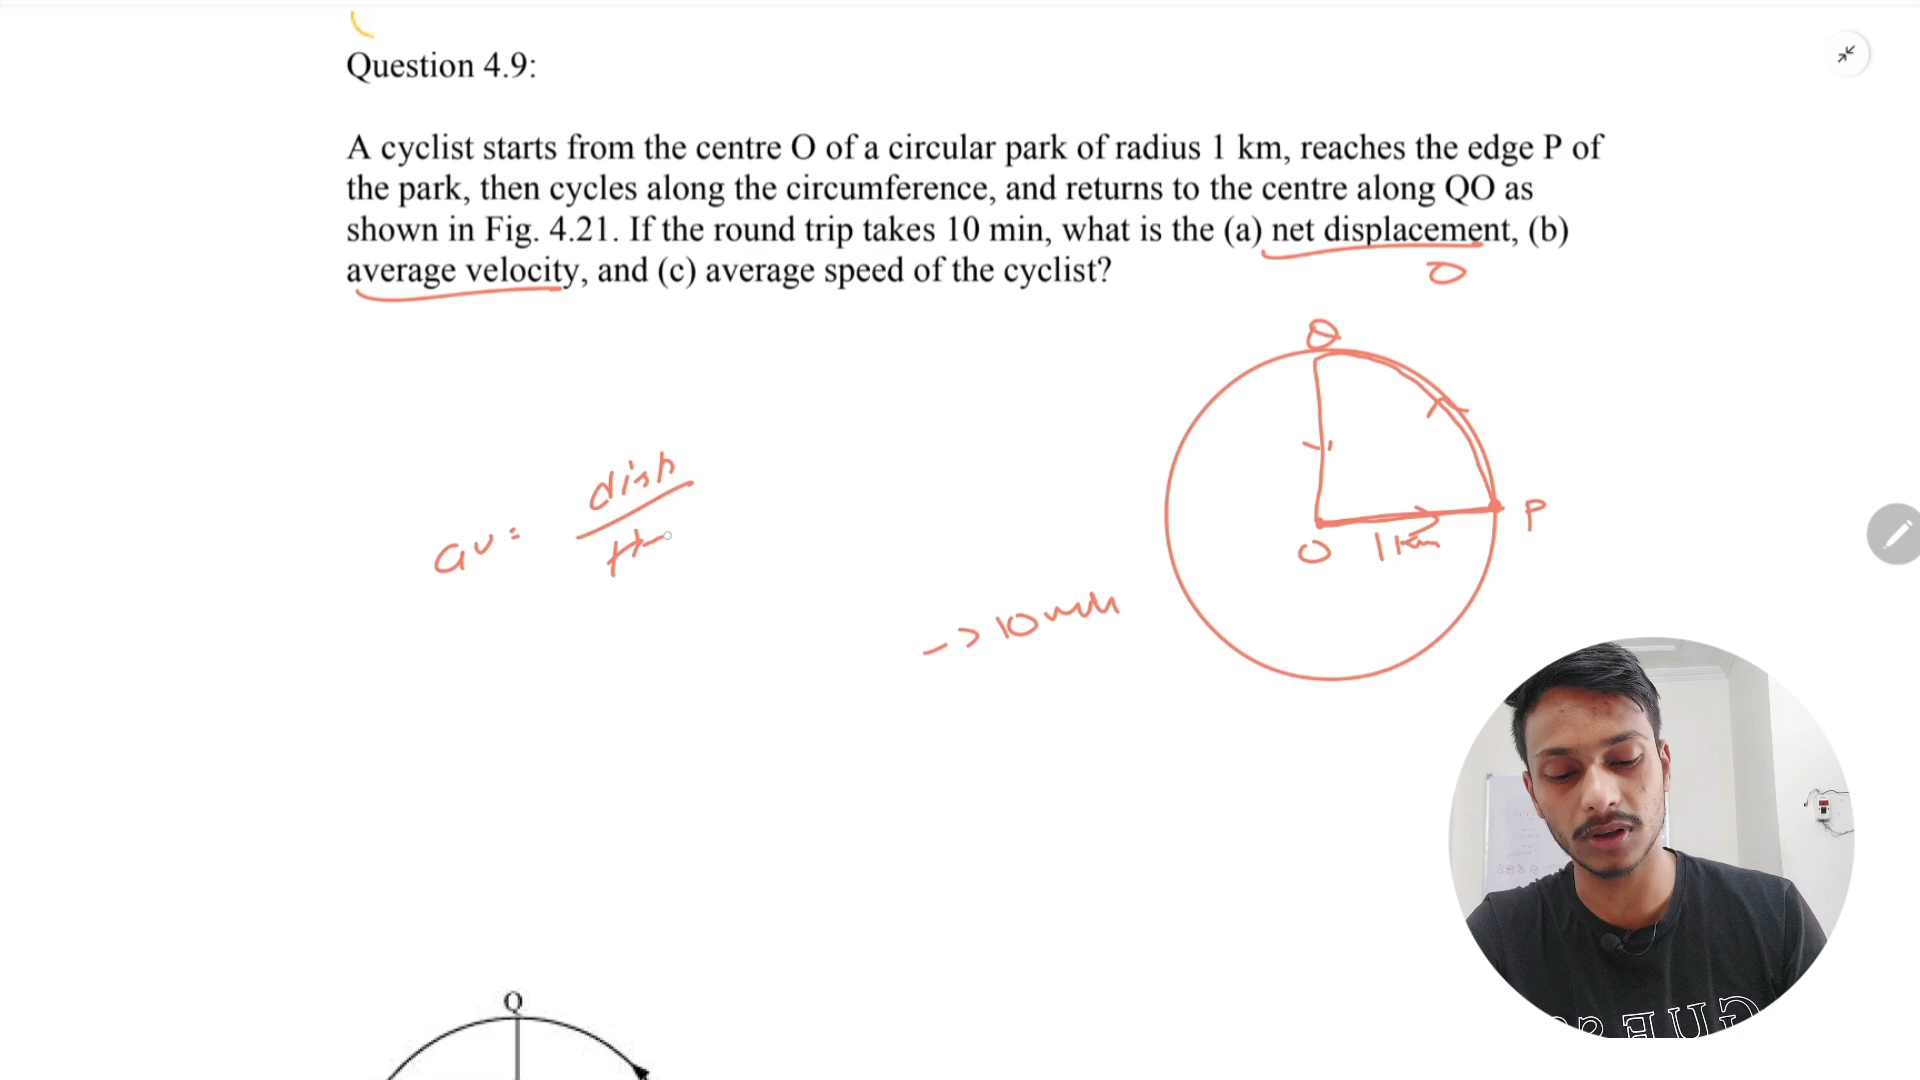 Question 4.9:
A cyclist starts from the centre O of a circular park of radius 1 km, reaches the edge P of
the park, then cycles along the circumference, and returns to the centre along QO as
shown in Fig. 4.21. If the round trip takes 10 min, what is the (a) net displacement, (b)
average velocity, and (c) average speed of the cyclist?
0
Q
P
O 1 km
av = disp
→ 10 min
Q